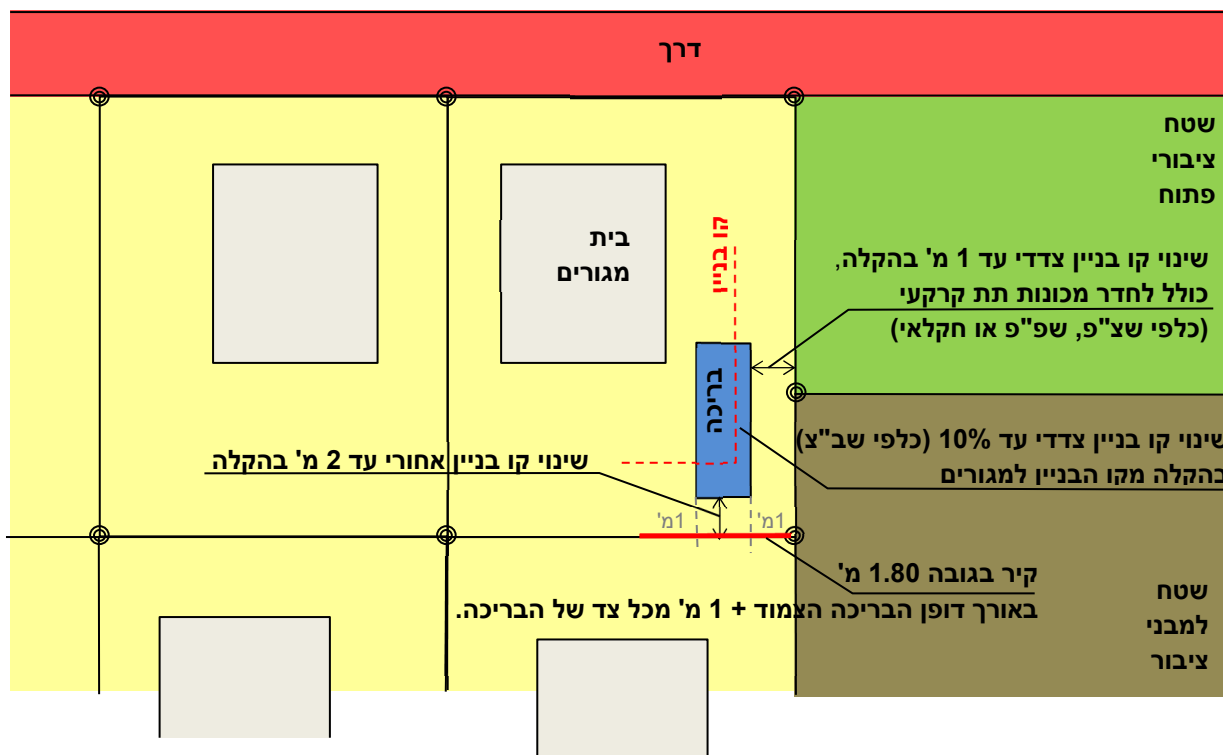 דרך
שטח
ציבורי
פתוח
בית
מגורים
קו בניין
שינוי קו בניין צדדי עד 1 מ' בהקלה,
כולל לחדר מכונות תת קרקעי
(כלפי שצ"פ, שפ"פ או חקלאי)
בריכה
שינוי קו בניין צדדי עד 10% (כלפי שב"צ)
בהקלה מקו הבניין למגורים
שינוי קו בניין אחורי עד 2 מ' בהקלה
1מ'
1מ'
קיר בגובה 1.80 מ'
באורך דופן הבריכה הצמוד + 1 מ' מכל צד של הבריכה.
שטח
למבני
ציבור